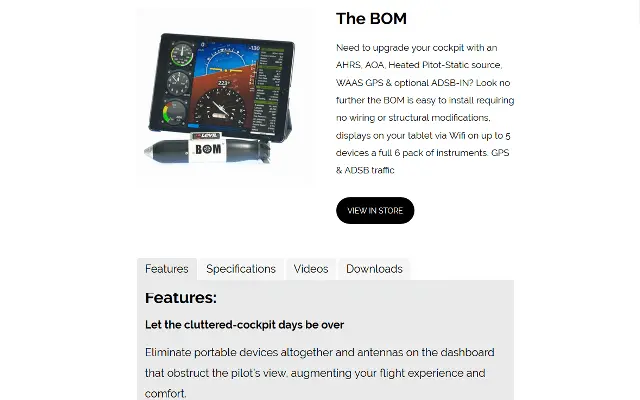 The BOM
Need to upgrade your cockpit with an
AHRS, AOA, Heated Pitot-Static source,
WAAS GPS & optional ADSB-IN? Look no
further the BOM is easy to install requiring
no wiring or structural modifications,
displays on your tablet via Wifi on up to 5
devices a full 6 pack of instruments. GPS
& ADSB traffic
VIEW IN STORE
LEVIL
BOM
Features
Specifications
Videos
Downloads
Features:
Let the cluttered-cockpit days be over
Eliminate portable devices altogether and antennas on the dashboard
that obstruct the pilot's view, augmenting your flight experience and
comfort.